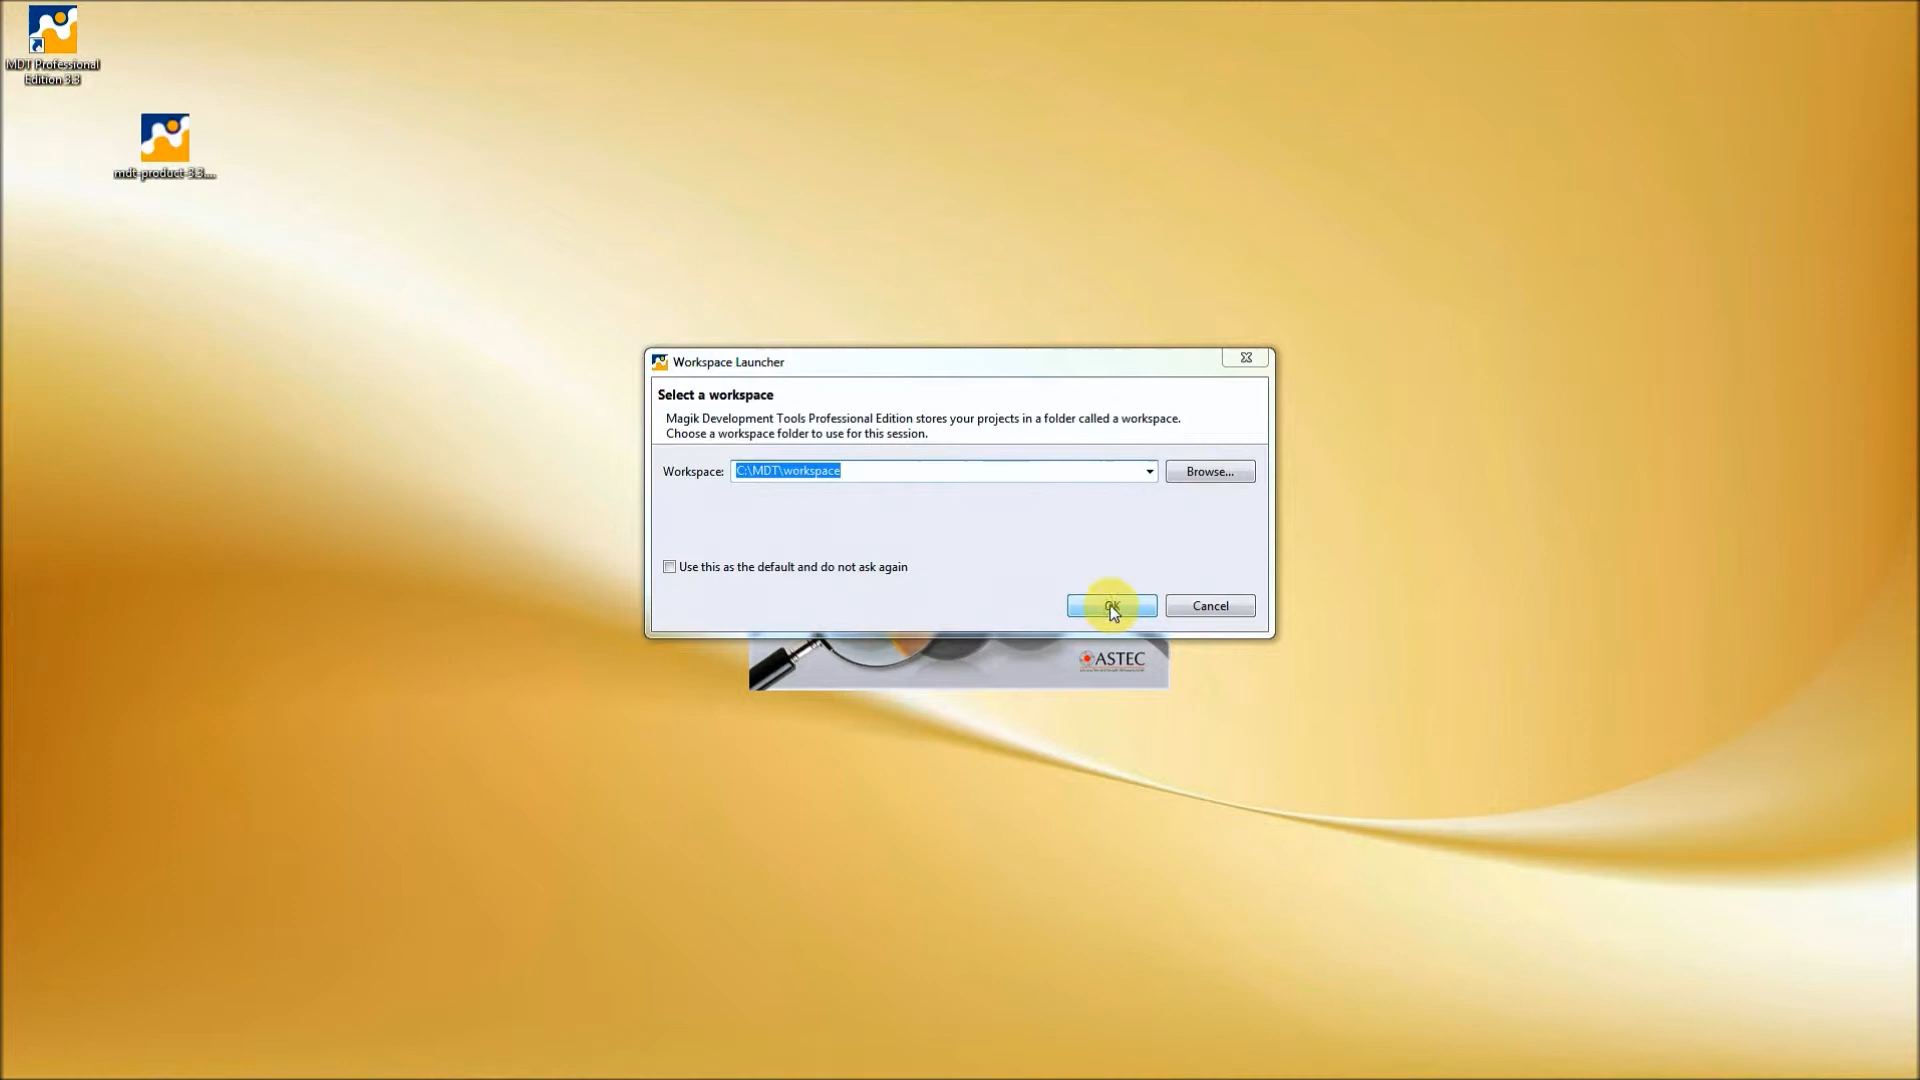 MDT Professional
Edition 3.3
mdt-product-3.3....
Workspace Launcher
Select a workspace
Magik Development Tools Professional Edition stores your projects in a folder called a workspace.
Choose a workspace folder to use for this session.
Workspace:
C:\MDT\workspace
Browse...
Use this as the default and do not ask again
OK
Cancel
ASTEC